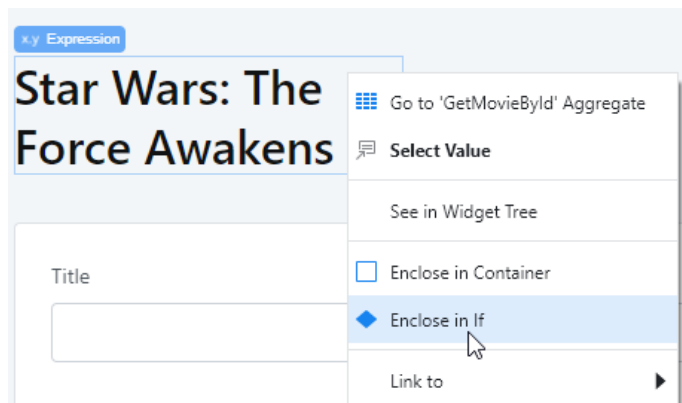 x.y Expression
Star Wars: The
Force Awakens
Go to 'GetMovieById' Aggregate
Select Value
See in Widget Tree
Title
Enclose in Container
Enclose in If
Link to